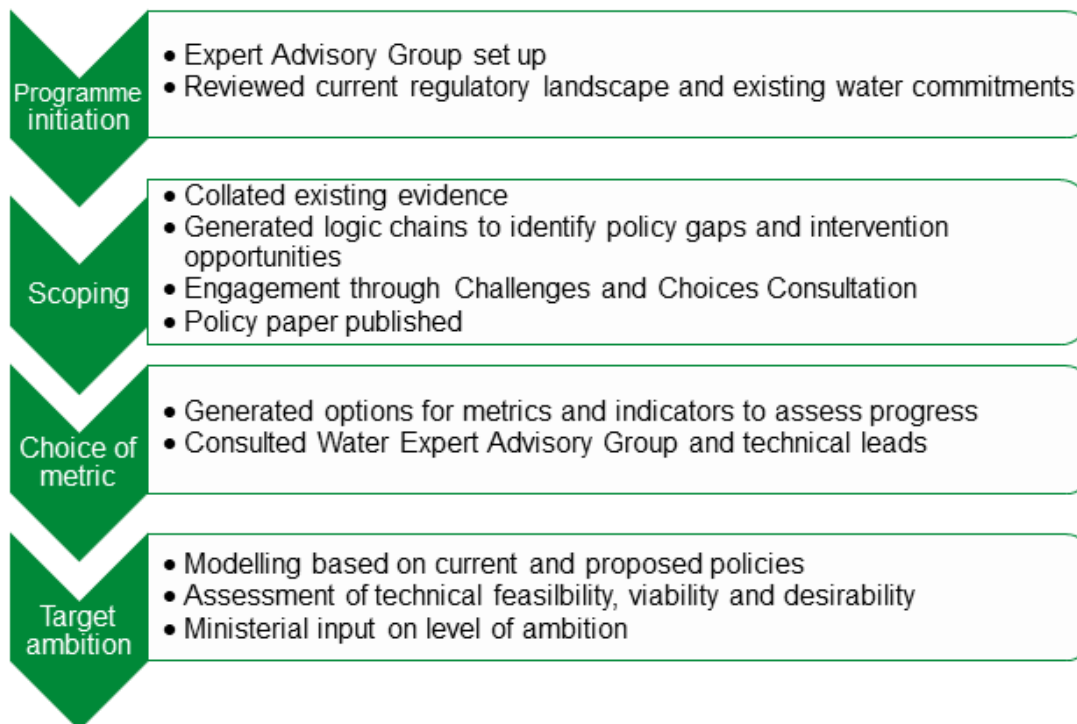 Programme
initiation
• Expert Advisory Group set up
• Reviewed current regulatory landscape and existing water commitments
Scoping
• Collated existing evidence
• Generated logic chains to identify policy gaps and intervention
opportunities
• Engagement through Challenges and Choices Consultation
• Policy paper published
Choice of
metric
• Generated options for metrics and indicators to assess progress
• Consulted Water Expert Advisory Group and technical leads
Target
ambition
• Modelling based on current and proposed policies
• Assessment of technical feasilbility, viability and desirability
• Ministerial input on level of ambition